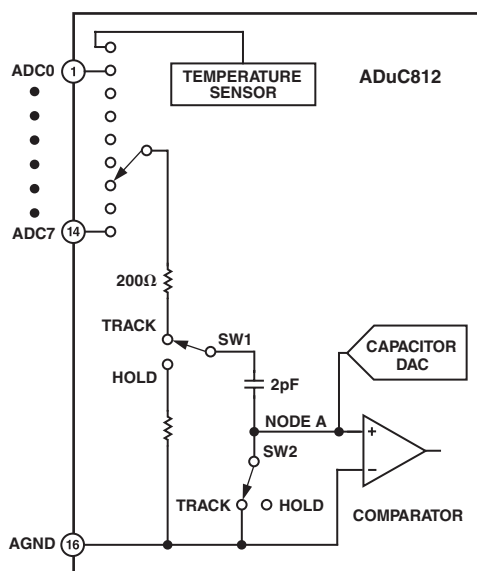 ADuC812
TEMPERATURE
SENSOR
ADC0
1
ADC7
14
200Ω
TRACK
SW1
HOLD
2pF
CAPACITOR
DAC
NODE A
+
–
SW2
TRACK
HOLD
COMPARATOR
AGND
16